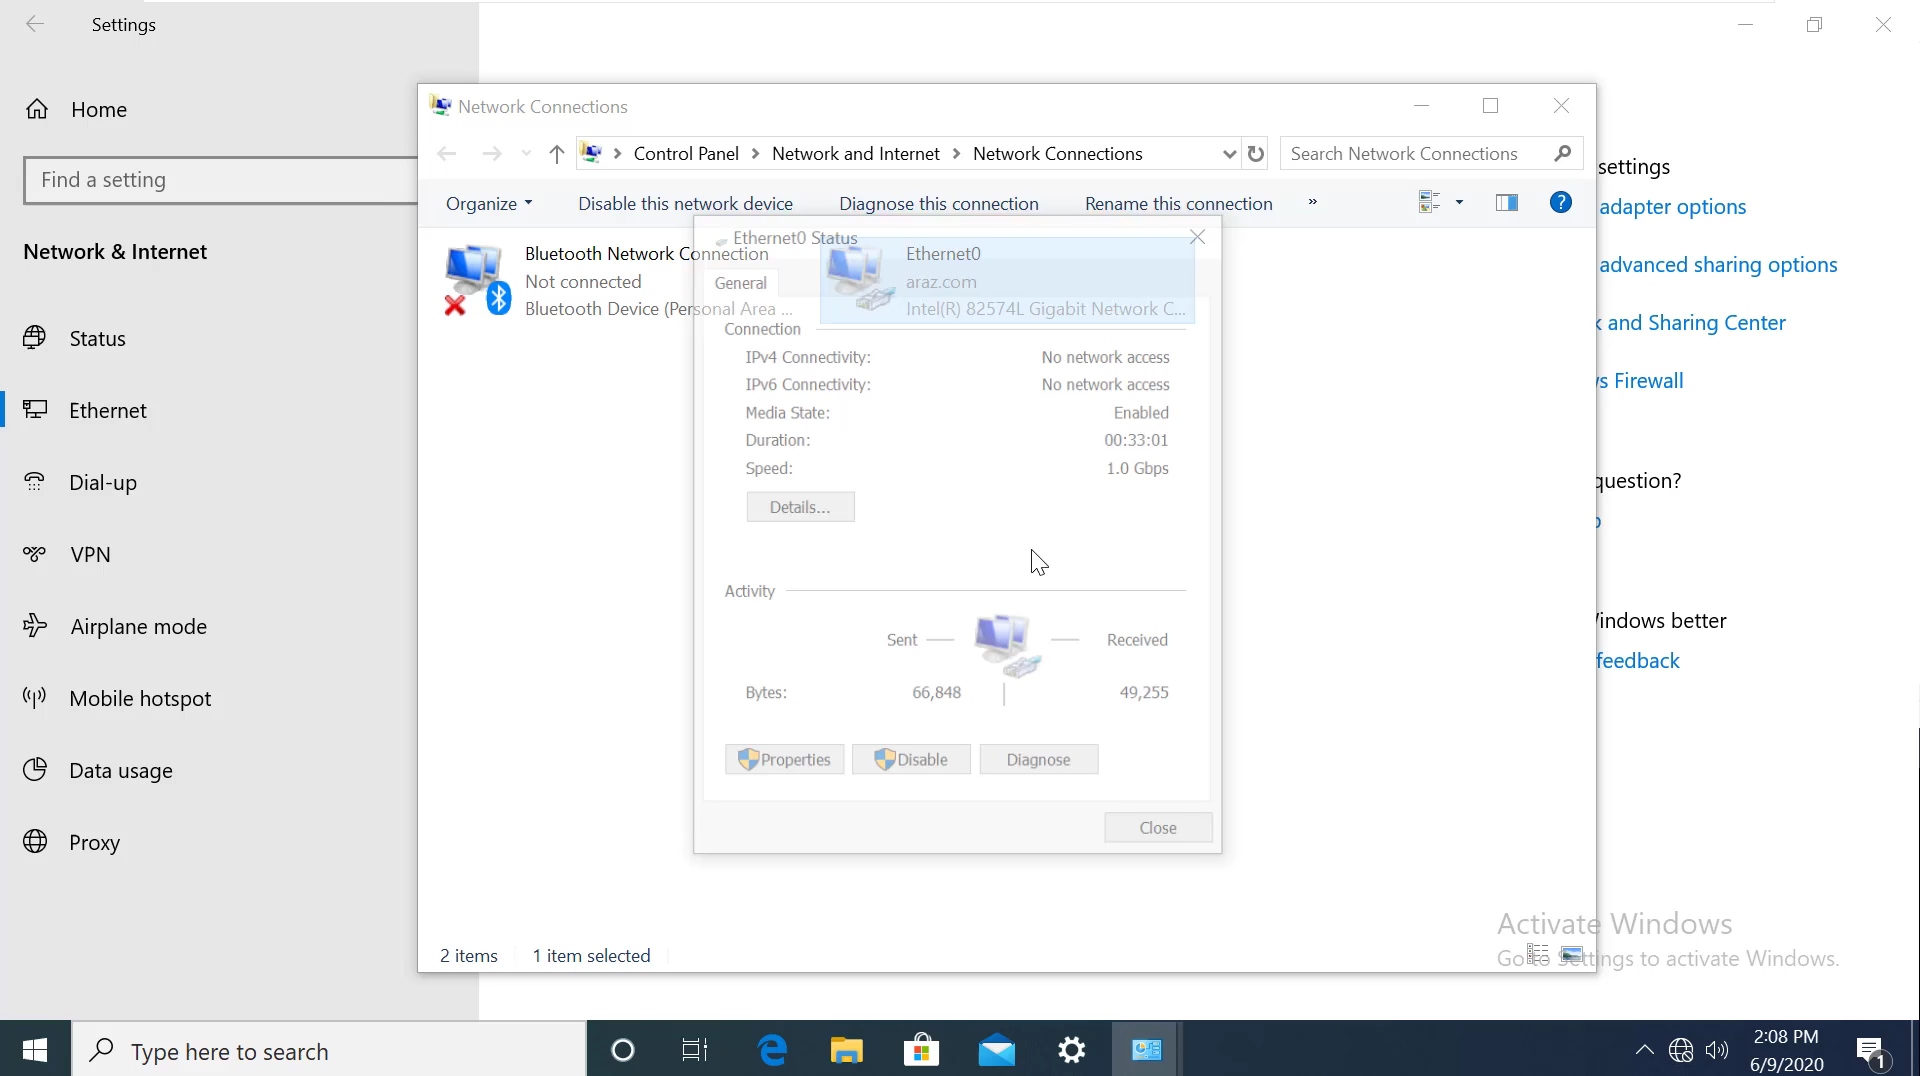 Settings
Home
Find a setting
Network & Internet
Status
Ethernet
Dial-up
VPN
Airplane mode
Mobile hotspot
Data usage
Proxy
Network Connections
Control Panel > Network and Internet > Network Connections
Search Network Connections
Organize
Disable this network device
Diagnose this connection
Rename this connection
»
Bluetooth Network Connection
Not connected
Bluetooth Device (Personal Area ...
Ethernet0
araz.com
Intel(R) 82574L Gigabit Network C...
Ethernet0 Status
General
Connection
IPv4 Connectivity: No network access
IPv6 Connectivity: No network access
Media State: Enabled
Duration: 00:33:01
Speed: 1.0 Gbps
Details...
Activity
Sent Received
Bytes: 66,848 49,255
Properties
Disable
Diagnose
Close
2 items
1 item selected
settings
adapter options
advanced sharing options
and Sharing Center
Firewall
question?
indows better
feedback
Activate Windows
Go to Settings to activate Windows.
Type here to search
2:08 PM
6/9/2020
1